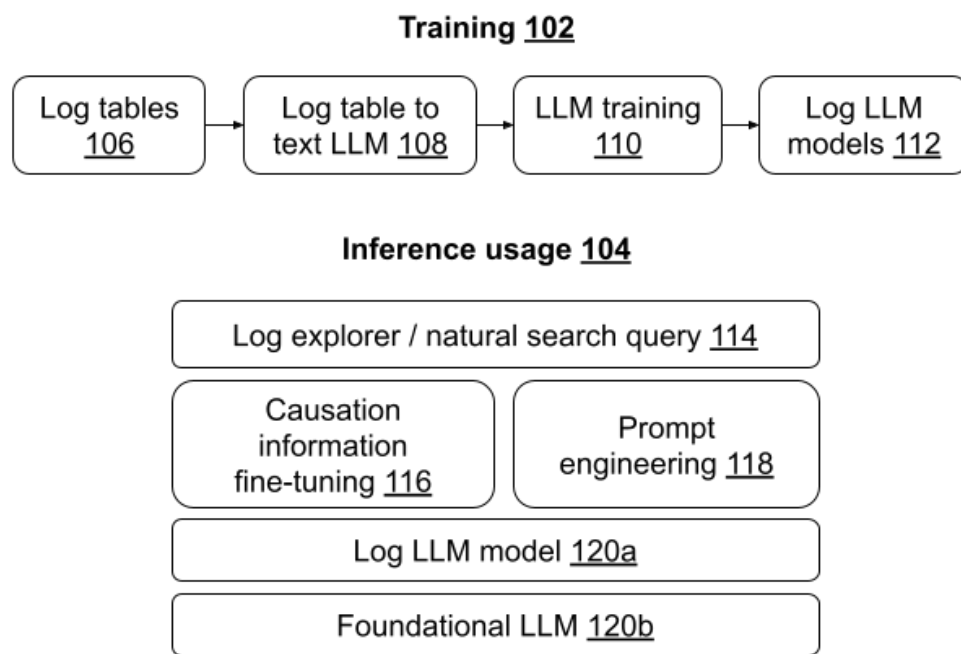 Training 102
Log tables
106
Log table to
text LLM 108
LLM training
110
Log LLM
models 112
Inference usage 104
Log explorer / natural search query 114
Causation
information
fine-tuning 116
Prompt
engineering 118
Log LLM model 120a
Foundational LLM 120b